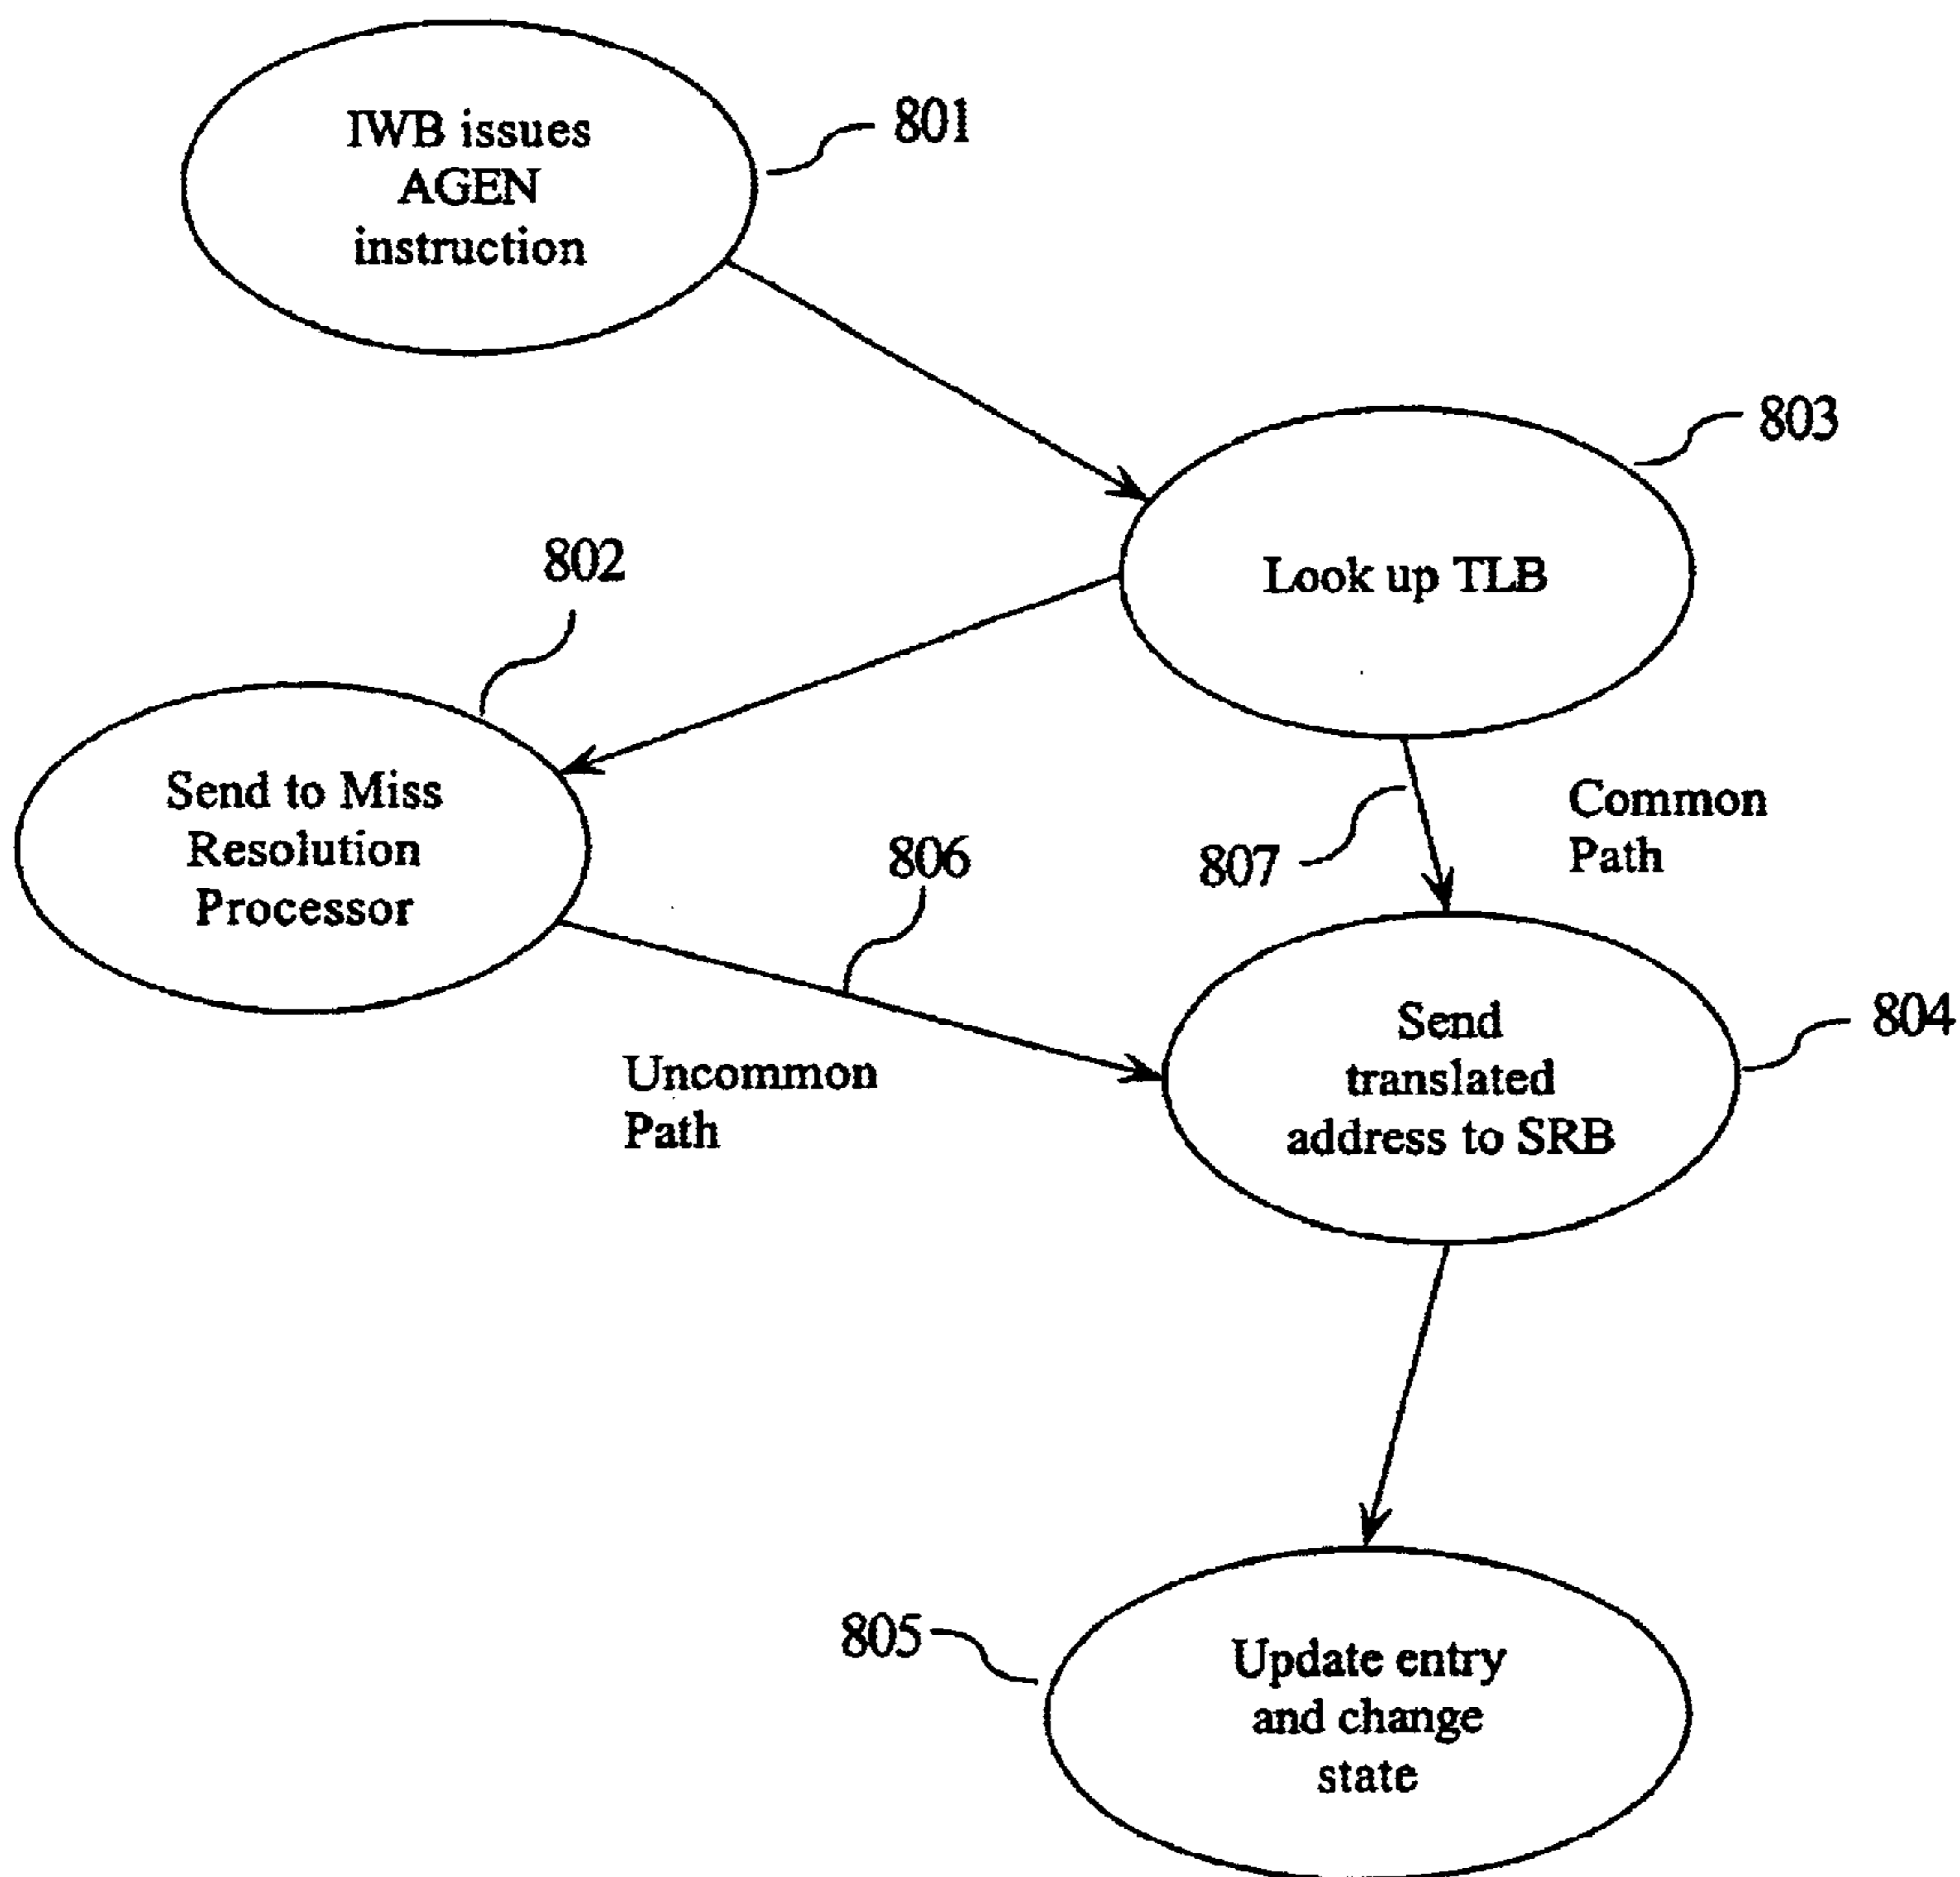 IWB issues
AGEN
instruction
801
803
Look up TLB
802
Send to Miss
Resolution
Processor
806
807
Common
Path
Uncommon
Path
Send
translated
address to SRB
804
805
Update entry
and change
state